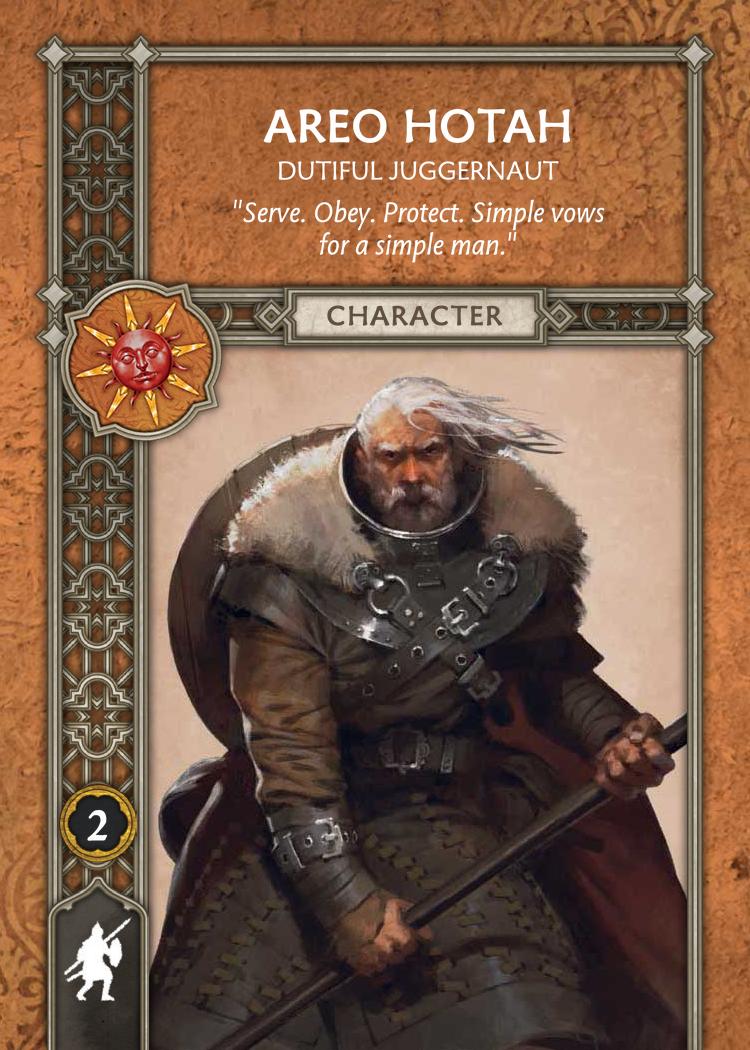 AREO HOTAH
DUTIFUL JUGGERNAUT
"Serve. Obey. Protect. Simple vows
for a simple man."
CHARACTER
2